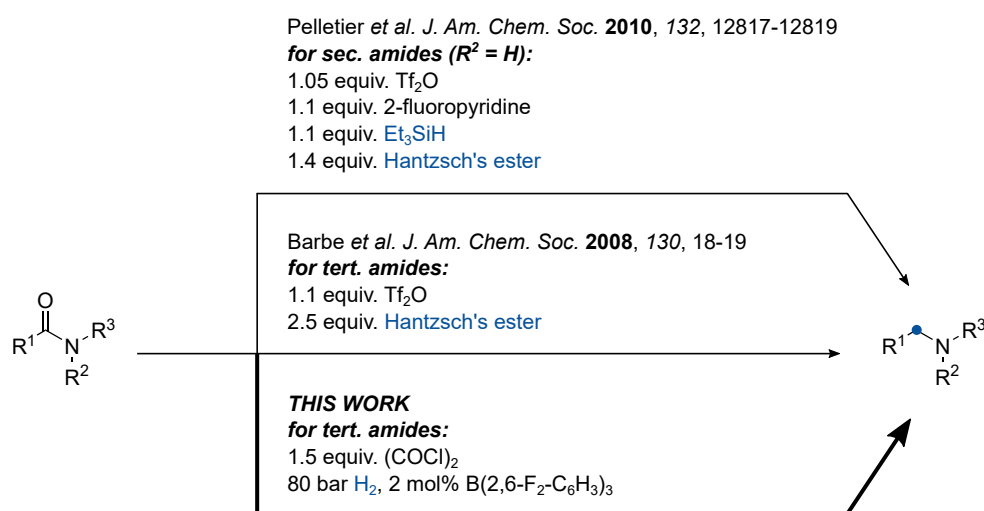 Pelletier et al. J. Am. Chem. Soc. 2010, 132, 12817-12819
for sec. amides (R² = H):
1.05 equiv. Tf₂O
1.1 equiv. 2-fluoropyridine
1.1 equiv. Et₃SiH
1.4 equiv. Hantzsch's ester
Barbe et al. J. Am. Chem. Soc. 2008, 130, 18-19
for tert. amides:
1.1 equiv. Tf₂O
2.5 equiv. Hantzsch's ester
O
R¹ N R³
R²
R¹ N R³
R²
THIS WORK
for tert. amides:
1.5 equiv. (COCl)₂
80 bar H₂, 2 mol% B(2,6-F₂-C₆H₃)₃